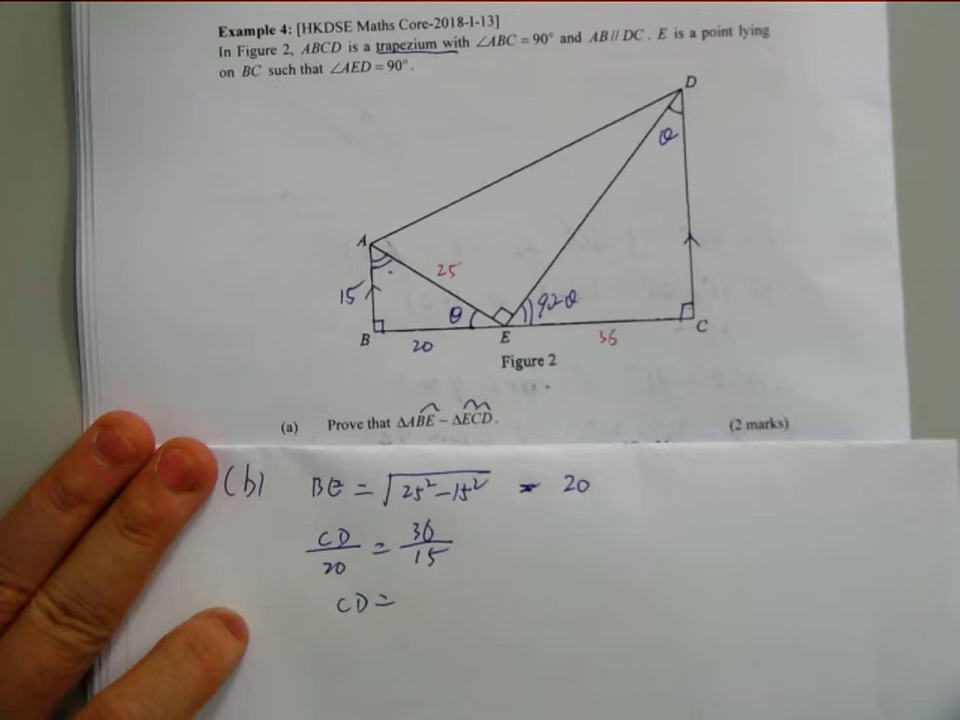 Example 4: [HKDSE Maths Core-2018-I-13]
In Figure 2, ABCD is a trapezium with ∠ABC = 90° and AB // DC. E is a point lying
on BC such that ∠AED = 90°.
D
θ
A
25
15
θ
92θ
B
E
C
20
36
Figure 2
(a) Prove that ΔABE ~ ΔECD. (2 marks)
(b) BE = √25²-15² = 20
CD/20 = 36/15
CD =